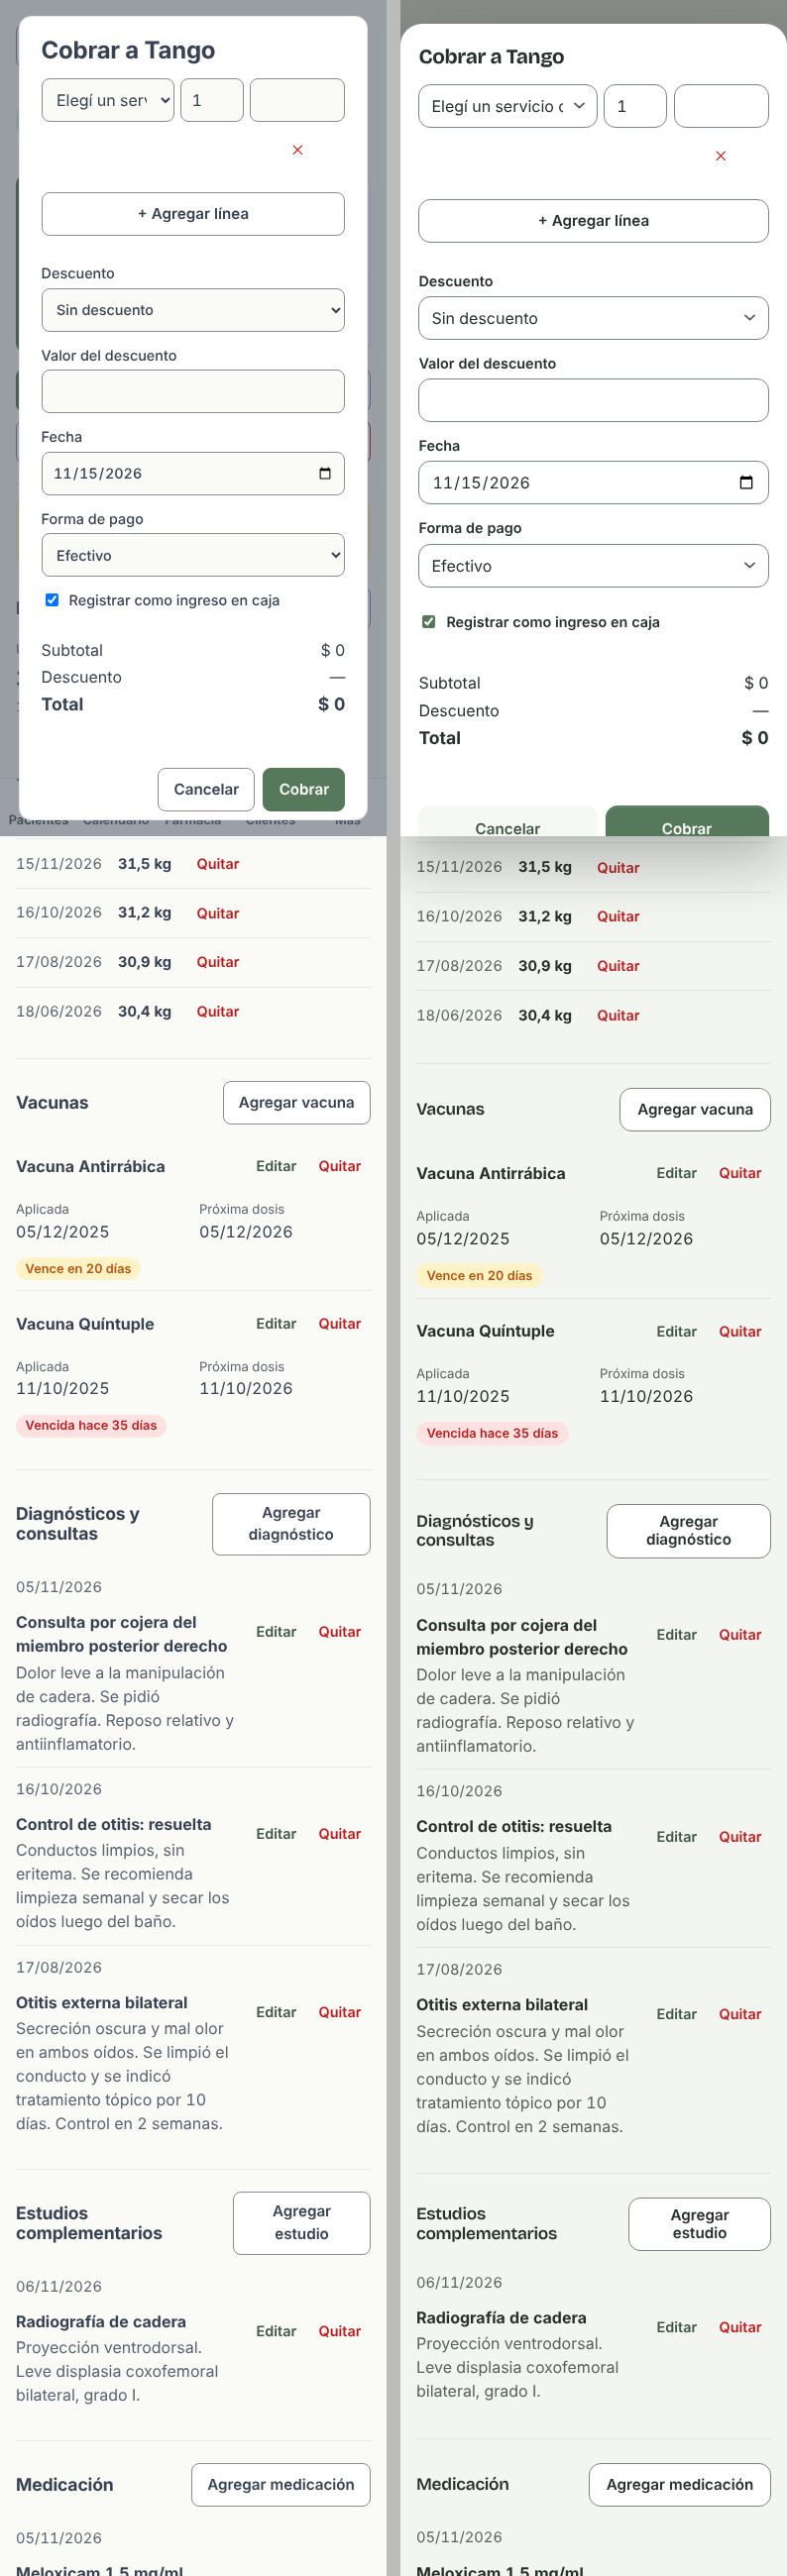 Cobrar a Tango
Elegí un serv
1
×
+ Agregar línea
Descuento
Sin descuento
Valor del descuento
Fecha
11/15/2026
Forma de pago
Efectivo
Registrar como ingreso en caja
Subtotal $ 0
Descuento —
Total $ 0
Cancelar Cobrar
Pacientes Calendario Farmacia Clientes Más
15/11/2026 31,5 kg Quitar
16/10/2026 31,2 kg Quitar
17/08/2026 30,9 kg Quitar
18/06/2026 30,4 kg Quitar
Vacunas Agregar vacuna
Vacuna Antirrábica Editar Quitar
Aplicada Próxima dosis
05/12/2025 05/12/2026
Vence en 20 días
Vacuna Quíntuple Editar Quitar
Aplicada Próxima dosis
11/10/2025 11/10/2026
Vencida hace 35 días
Diagnósticos y
consultas
Agregar
diagnóstico
05/11/2026
Consulta por cojera del
miembro posterior derecho
Editar Quitar
Dolor leve a la manipulación
de cadera. Se pidió
radiografía. Reposo relativo y
antiinflamatorio.
16/10/2026
Control de otitis: resuelta Editar Quitar
Conductos limpios, sin
eritema. Se recomienda
limpieza semanal y secar los
oídos luego del baño.
17/08/2026
Otitis externa bilateral Editar Quitar
Secreción oscura y mal olor
en ambos oídos. Se limpió el
conducto y se indicó
tratamiento tópico por 10
días. Control en 2 semanas.
Estudios
complementarios
Agregar
estudio
06/11/2026
Radiografía de cadera Editar Quitar
Proyección ventrodorsal.
Leve displasia coxofemoral
bilateral, grado I.
Medicación Agregar medicación
05/11/2026
Meloxicam 1,5 mg/ml
Cobrar a Tango
Elegí un servicio
1
×
+ Agregar línea
Descuento
Sin descuento
Valor del descuento
Fecha
11/15/2026
Forma de pago
Efectivo
Registrar como ingreso en caja
Subtotal $ 0
Descuento —
Total $ 0
Cancelar Cobrar
15/11/2026 31,5 kg Quitar
16/10/2026 31,2 kg Quitar
17/08/2026 30,9 kg Quitar
18/06/2026 30,4 kg Quitar
Vacunas Agregar vacuna
Vacuna Antirrábica Editar Quitar
Aplicada Próxima dosis
05/12/2025 05/12/2026
Vence en 20 días
Vacuna Quíntuple Editar Quitar
Aplicada Próxima dosis
11/10/2025 11/10/2026
Vencida hace 35 días
Diagnósticos y
consultas
Agregar
diagnóstico
05/11/2026
Consulta por cojera del
miembro posterior derecho
Editar Quitar
Dolor leve a la manipulación
de cadera. Se pidió
radiografía. Reposo relativo y
antiinflamatorio.
16/10/2026
Control de otitis: resuelta Editar Quitar
Conductos limpios, sin
eritema. Se recomienda
limpieza semanal y secar los
oídos luego del baño.
17/08/2026
Otitis externa bilateral Editar Quitar
Secreción oscura y mal olor
en ambos oídos. Se limpió el
conducto y se indicó
tratamiento tópico por 10
días. Control en 2 semanas.
Estudios
complementarios
Agregar
estudio
06/11/2026
Radiografía de cadera Editar Quitar
Proyección ventrodorsal.
Leve displasia coxofemoral
bilateral, grado I.
Medicación Agregar medicación
05/11/2026
Meloxicam 1,5 mg/ml